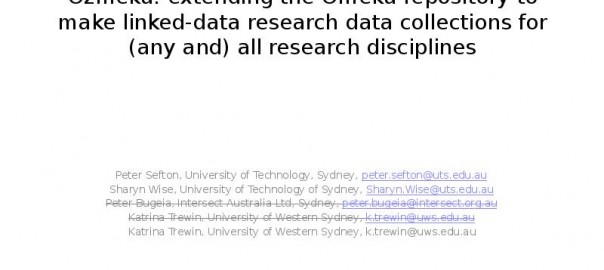 Ozmeka: extending the Omeka repository to
make linked-data research data collections for
(any and) all research disciplines
Peter Sefton, University of Technology, Sydney, peter.sefton@uts.edu.au
Sharyn Wise, University of Technology of Sydney, Sharyn.Wise@uts.edu.au
Peter Bugeia, Intersect Australia Ltd, Sydney, peter.bugeia@intersect.org.au
Katrina Trewin, University of Western Sydney, k.trewin@uws.edu.au
Katrina Trewin, University of Western Sydney, k.trewin@uws.edu.au